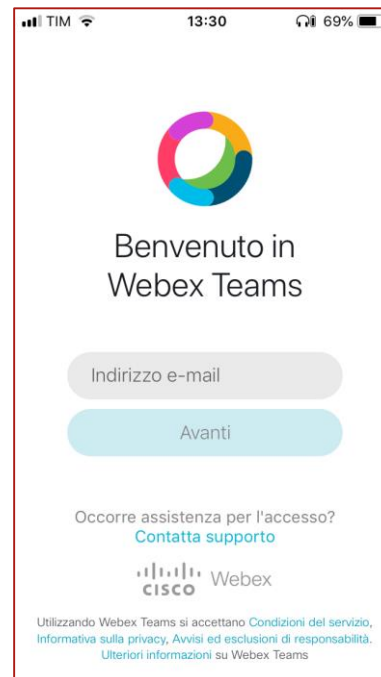 TIM 13:30 69%
Benvenuto in
Webex Teams
Indirizzo e-mail
Avanti
Occorre assistenza per l'accesso?
Contatta supporto
CISCO Webex
Utilizzando Webex Teams si accettano Condizioni del servizio,
Informativa sulla privacy, Avvisi ed esclusioni di responsabilità.
Ulteriori informazioni su Webex Teams